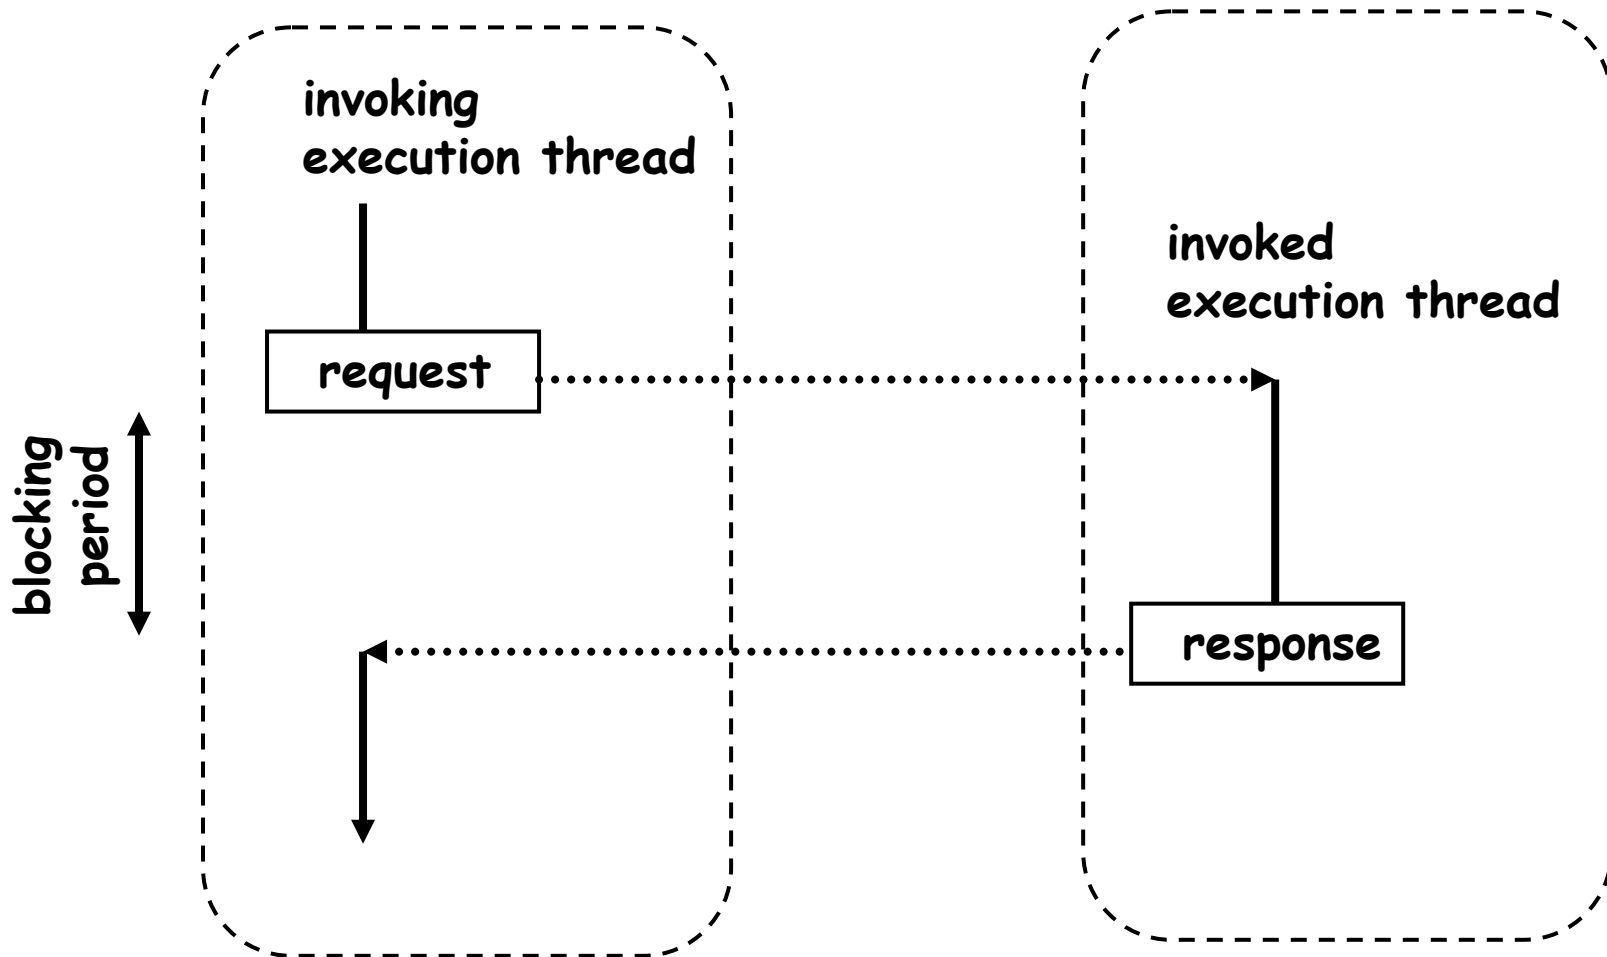 invoking
execution thread
invoked
execution thread
request
blocking
period
response